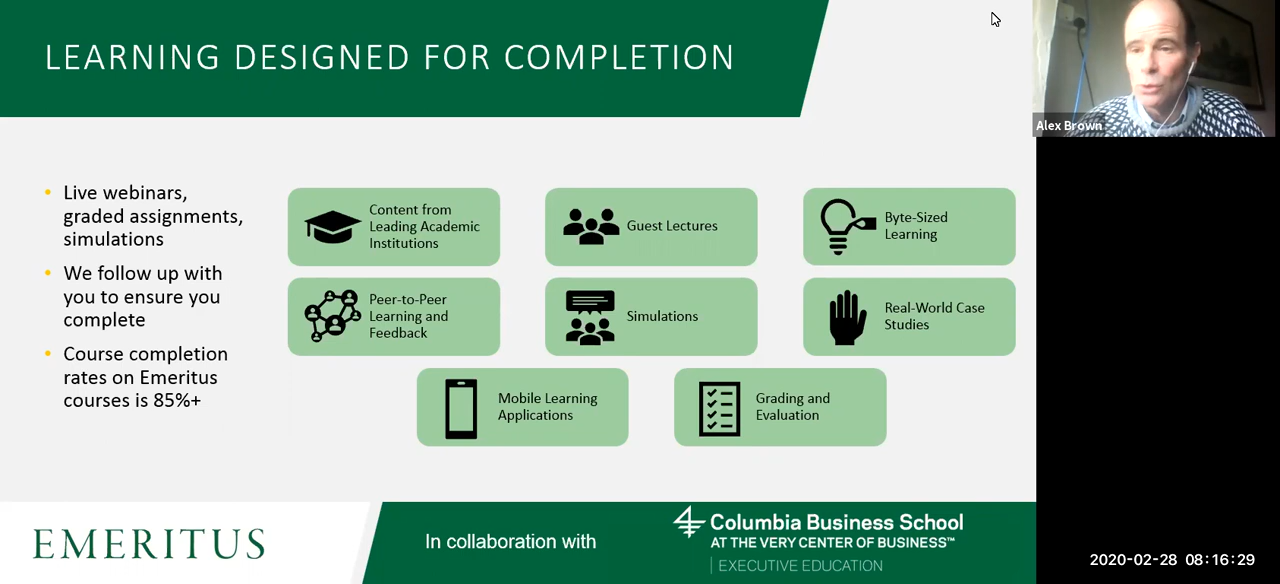 LEARNING DESIGNED FOR COMPLETION
Alex Brown
• Live webinars,
graded assignments,
simulations
• We follow up with
you to ensure you
complete
• Course completion
rates on Emeritus
courses is 85%+
Content from
Leading Academic
Institutions
Guest Lectures
Byte-Sized
Learning
Peer-to-Peer
Learning and
Feedback
Simulations
Real-World Case
Studies
Mobile Learning
Applications
Grading and
Evaluation
EMERITUS
In collaboration with
Columbia Business School
AT THE VERY CENTER OF BUSINESS™
EXECUTIVE EDUCATION
2020-02-28 08:16:29